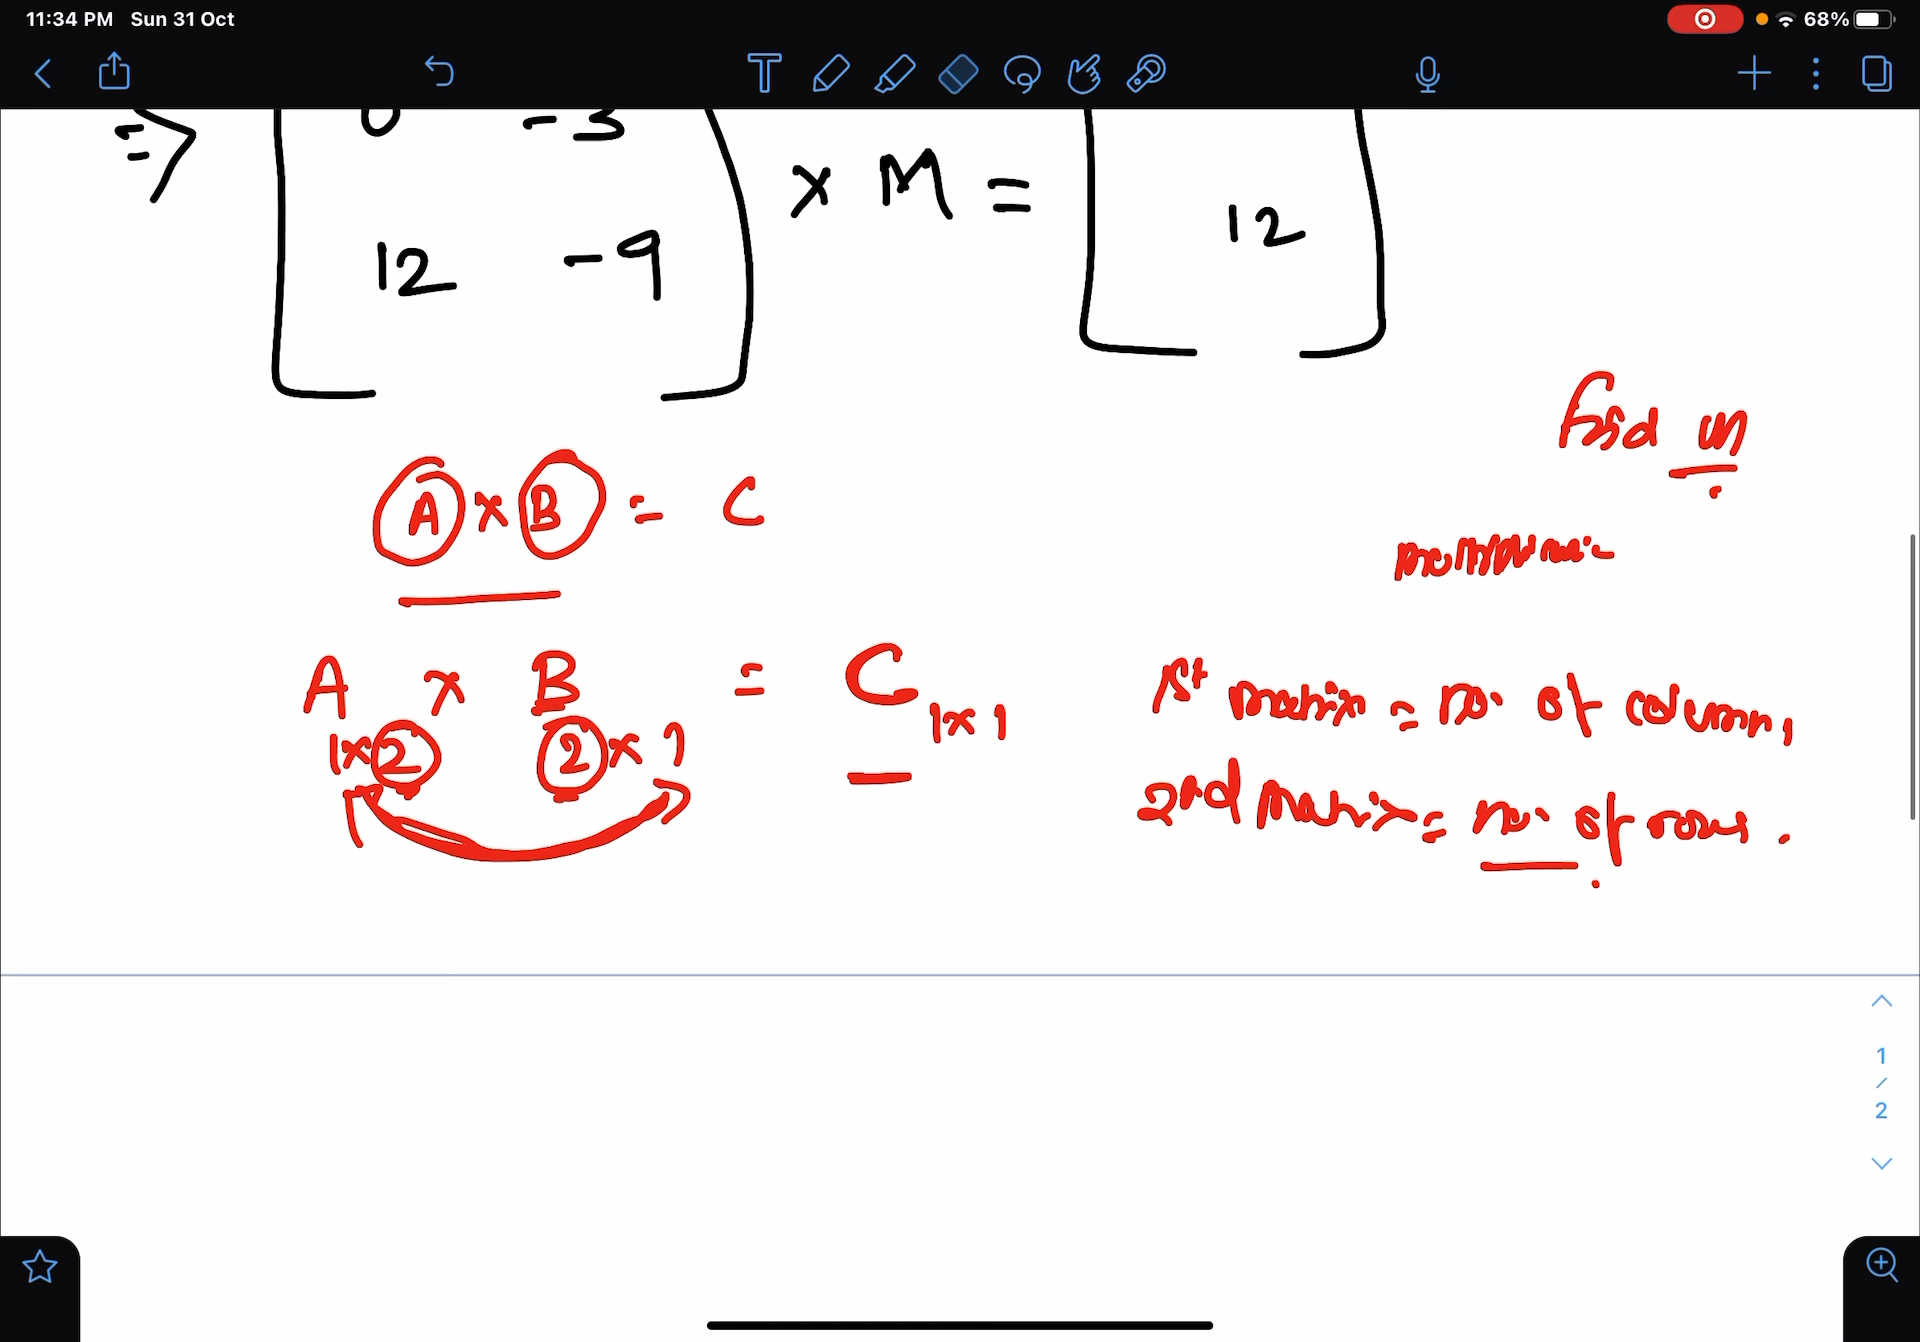 11:34 PM Sun 31 Oct 68%
=> 0 -3
12 -9 × M = 12
find M
A × B = C
A × B = C 1×1
1×2 2×1
1st matrix = no. of column,
2nd matrix = no. of rows.
1
/
2